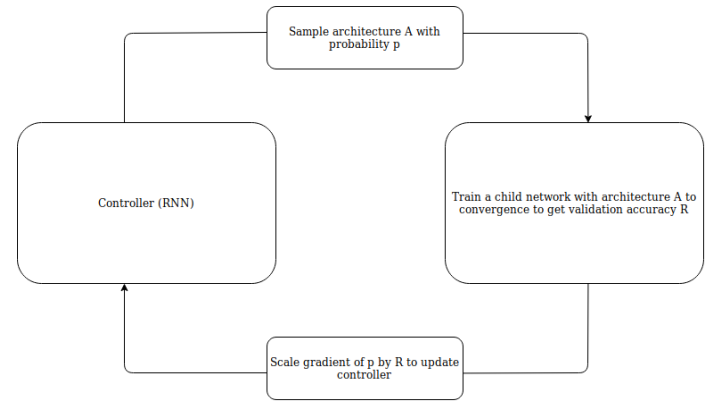 Sample architecture A with
probability p
Controller (RNN)
Train a child network with architecture A to
convergence to get validation accuracy R
Scale gradient of p by R to update
controller